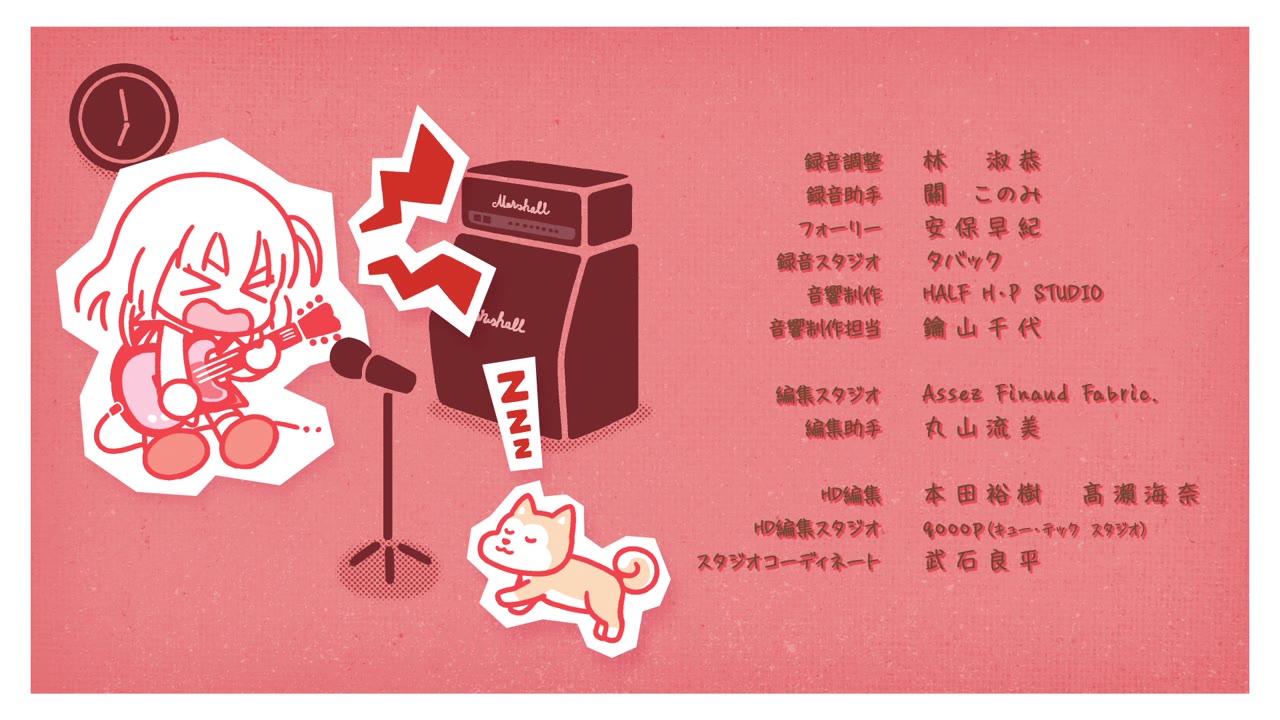 Marshall
Marshall
NNN
録音調整 林 淑恭
録音助手 關 このみ
フォーリー 安保早紀
録音スタジオ タバック
音響制作 HALF H・P STUDIO
音響制作担当 鑰山千代
編集スタジオ Assez Finaud Fabric.
編集助手 丸山流美
HD編集 本田裕樹 髙瀨海奈
HD編集スタジオ qooop(キュー・テック スタジオ)
スタジオコーディネート 武石良平